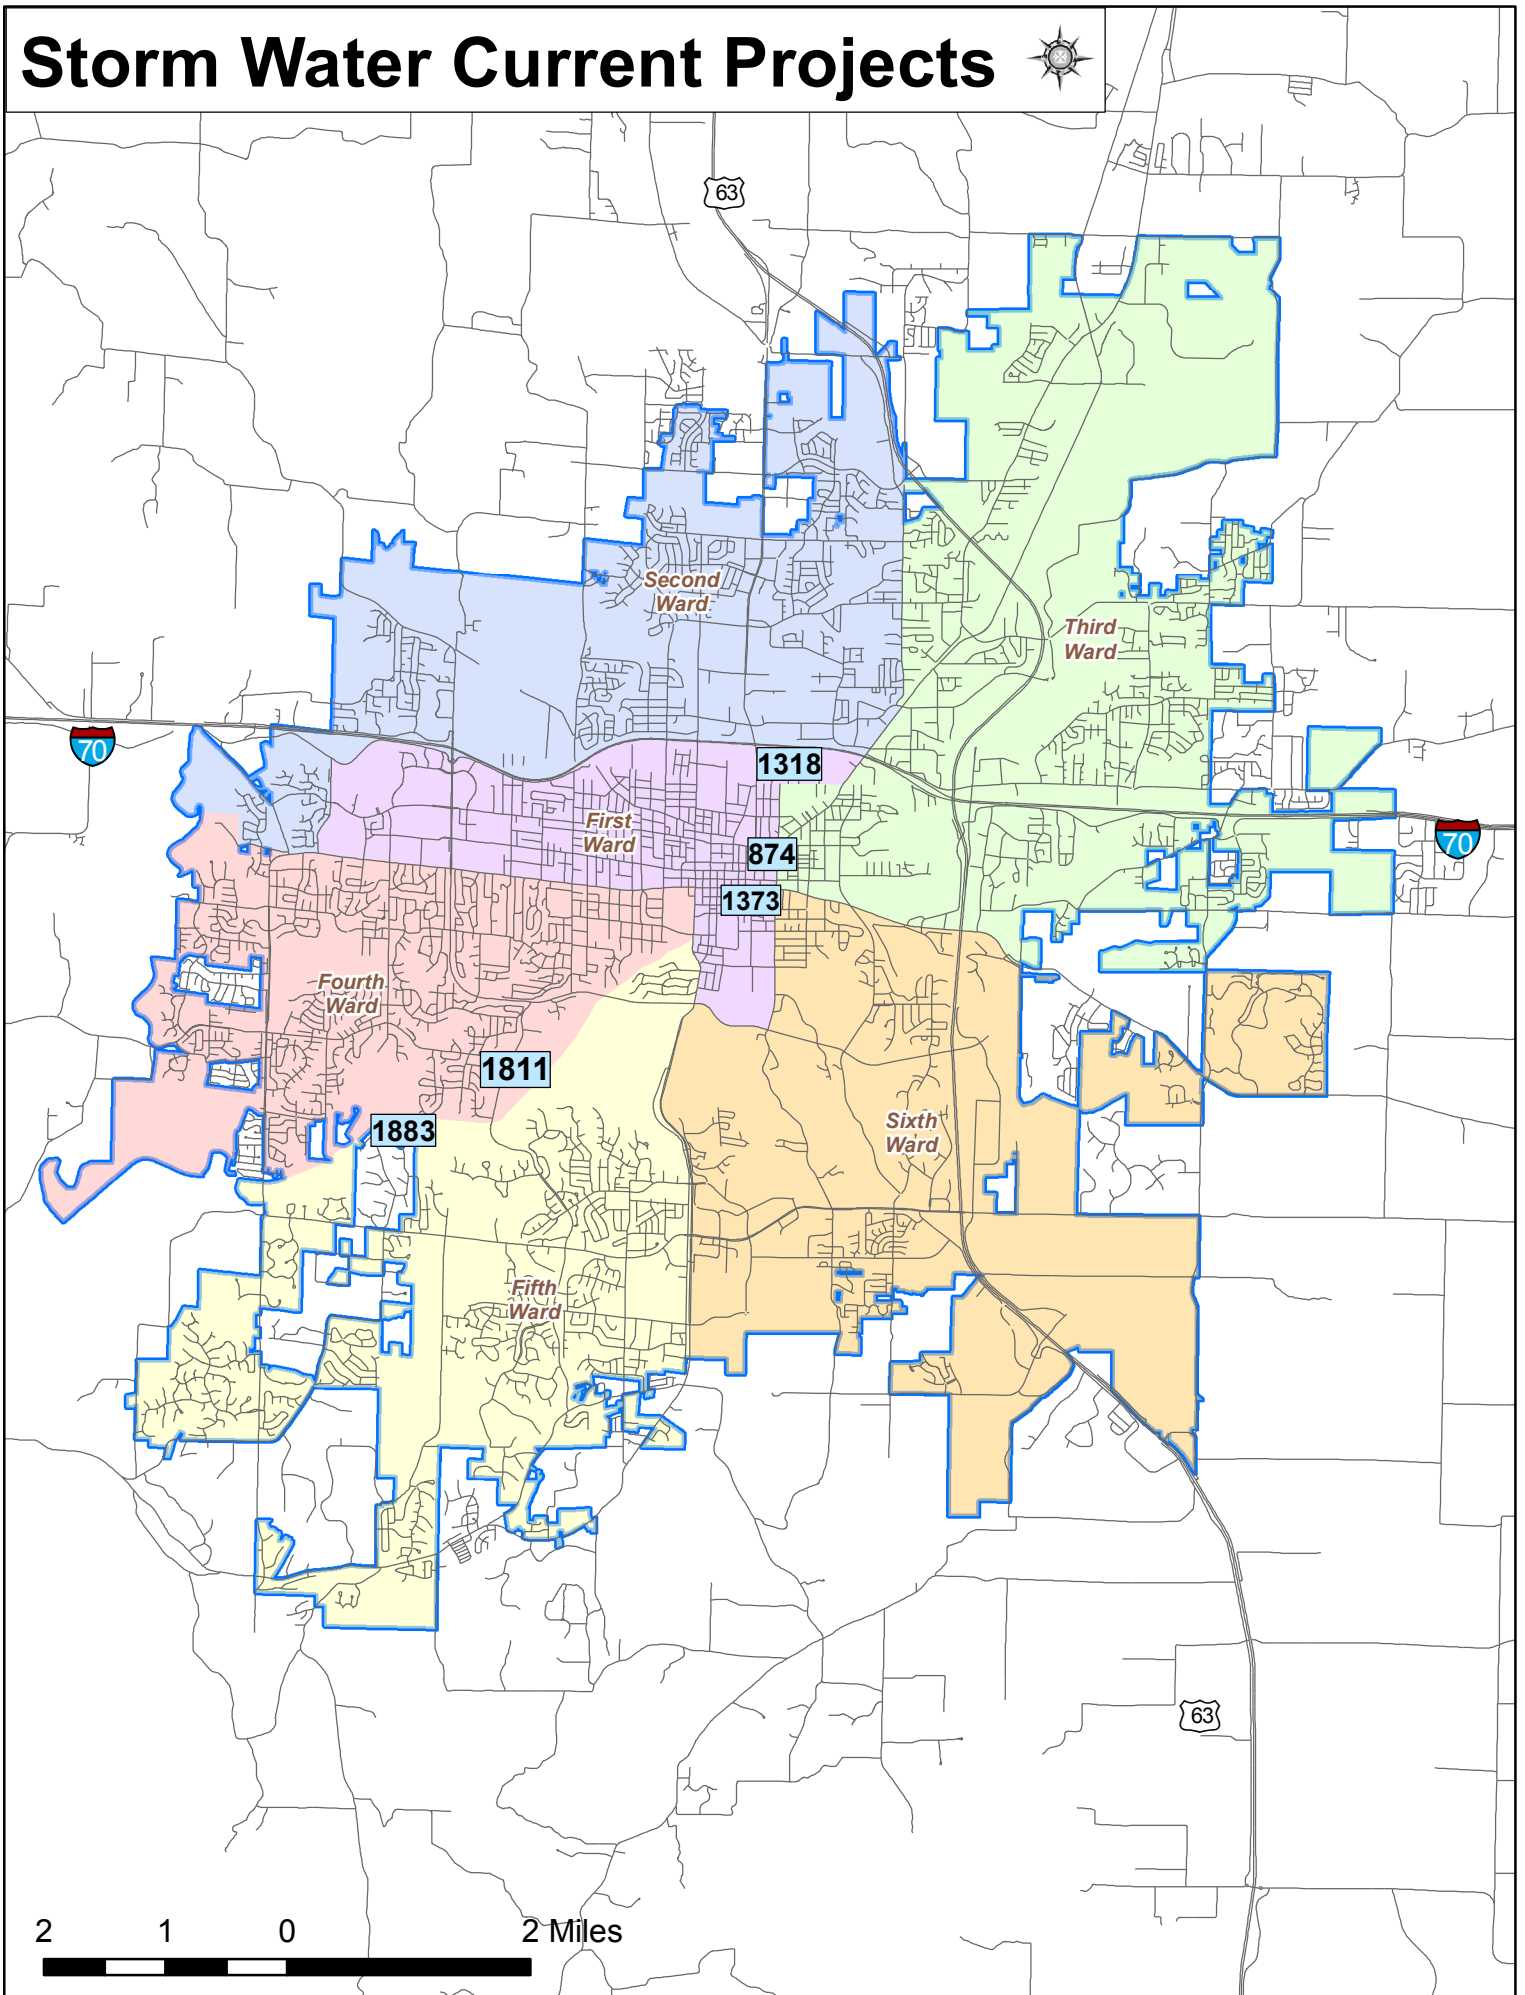 Storm Water Current Projects
63
Second
Ward
Third
Ward
70
1318
First
Ward
70
874
1373
Fourth
Ward
1811
Sixth
Ward
1883
Fifth
Ward
63
2 1 0 2 Miles